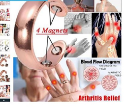 4 Magnets
Blood Flow Diagram
Arthritis Relief